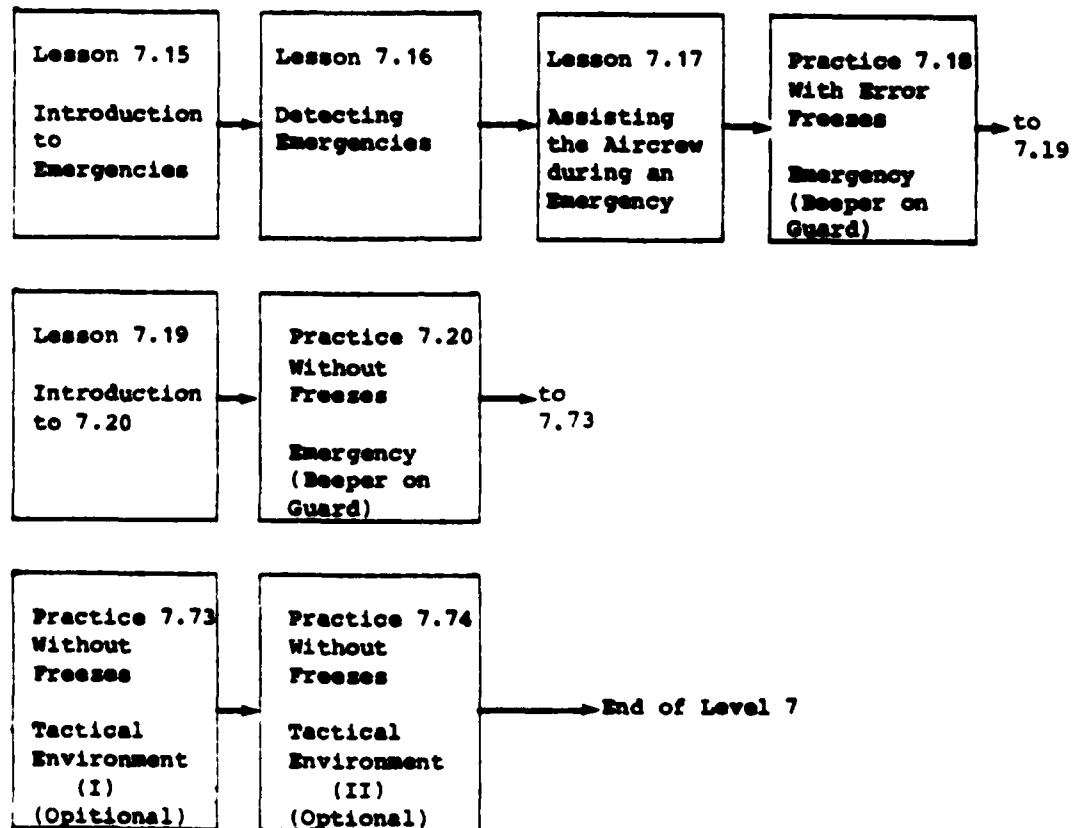 Lesson 7.15
Introduction
to
Emergencies
Lesson 7.16
Detecting
Emergencies
Lesson 7.17
Assisting
the Aircrew
during an
Emergency
Practice 7.18
With Error
Freezes
Emergency
(Beeper on
Guard)
to
7.19
Lesson 7.19
Introduction
to 7.20
Practice 7.20
Without
Freezes
Emergency
(Beeper on
Guard)
to
7.73
Practice 7.73
Without
Freezes
Tactical
Environment
(I)
(Opitional)
Practice 7.74
Without
Freezes
Tactical
Environment
(II)
(Optional)
End of Level 7